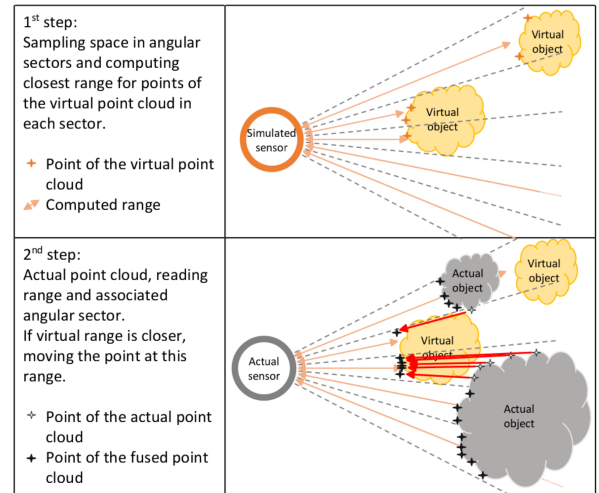 1st step:
Sampling space in angular
sectors and computing
closest range for points of
the virtual point cloud in
each sector.
Point of the virtual point
cloud
Computed range
Virtual
object
Virtual
object
Simulated
sensor
2nd step:
Actual point cloud, reading
range and associated
angular sector.
If virtual range is closer,
moving the point at this
range.
Point of the actual point
cloud
Point of the fused point
cloud
Actual
object
Virtual
object
Virtual
object
Actual
sensor
Actual
object